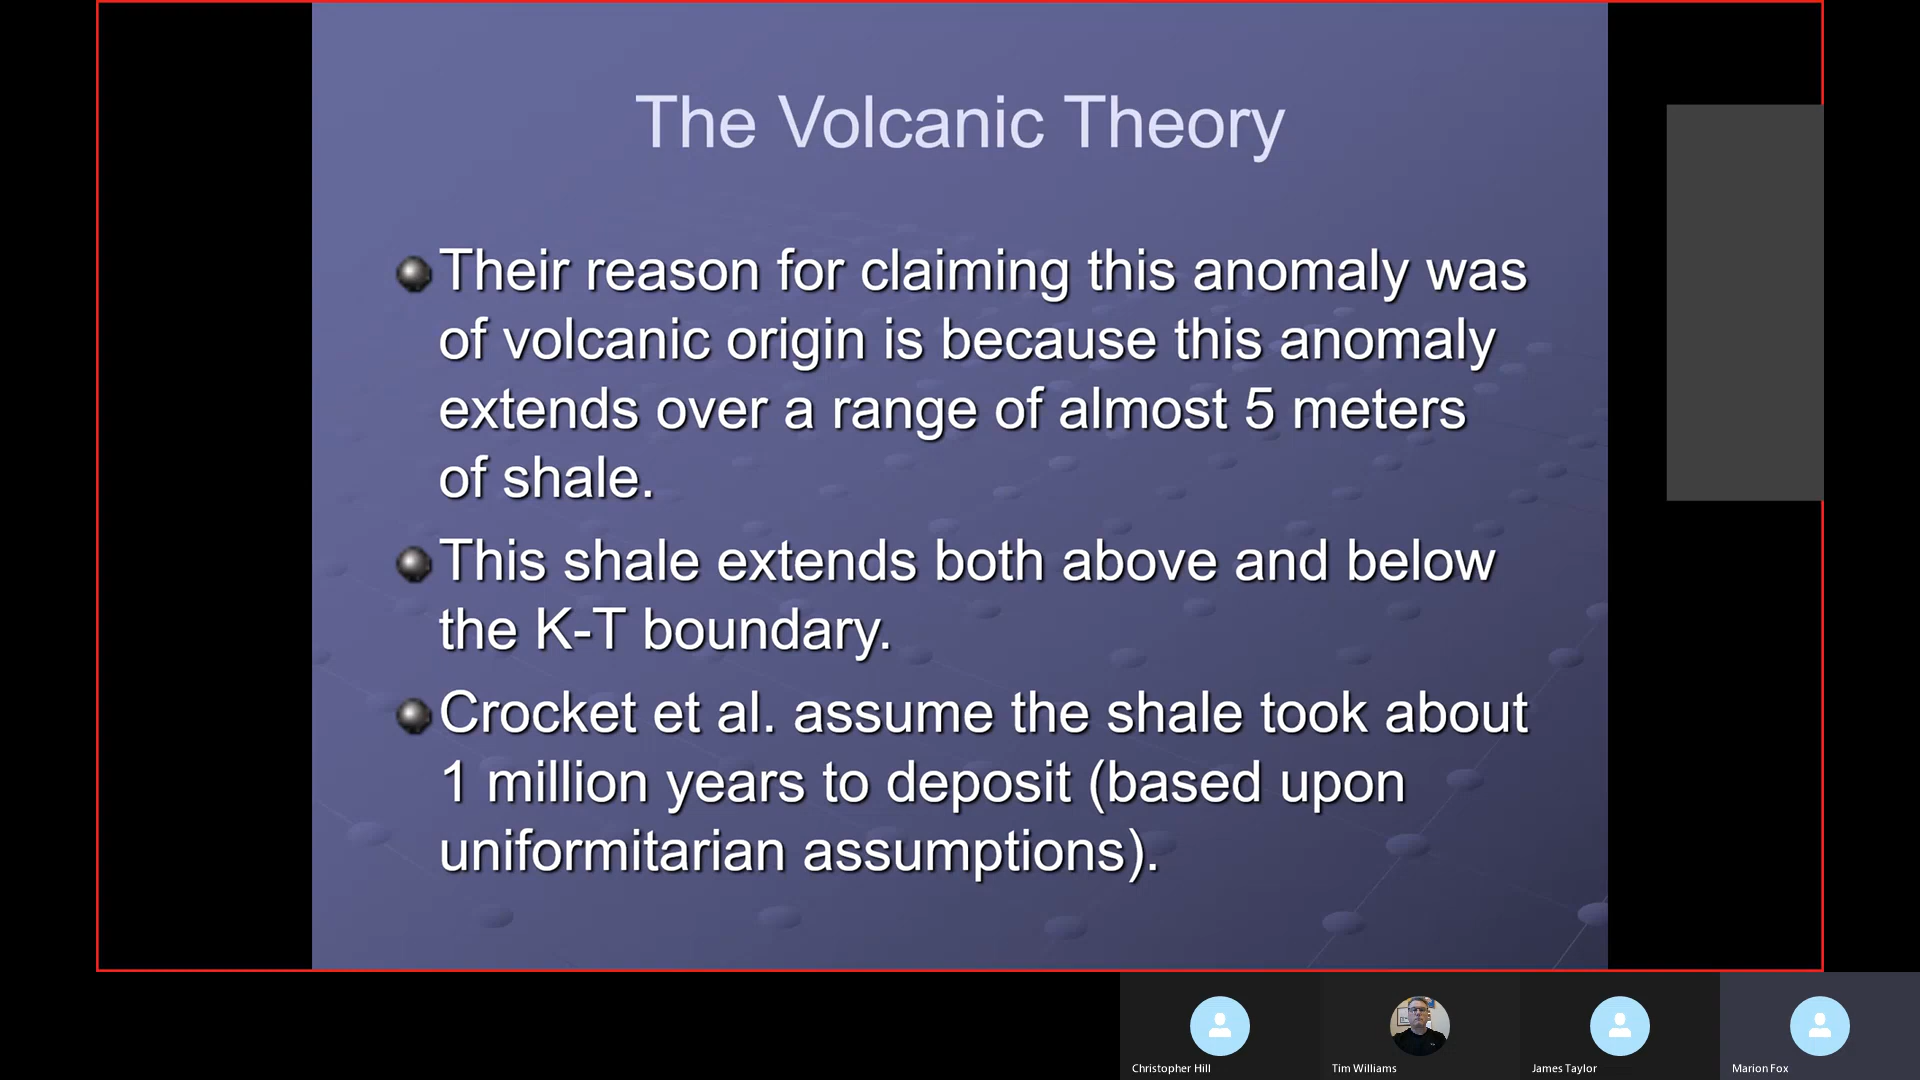 The Volcanic Theory
Their reason for claiming this anomaly was
of volcanic origin is because this anomaly
extends over a range of almost 5 meters
of shale.
This shale extends both above and below
the K-T boundary.
Crocket et al. assume the shale took about
1 million years to deposit (based upon
uniformitarian assumptions).
Christopher Hill
Tim Williams
James Taylor
Marion Fox